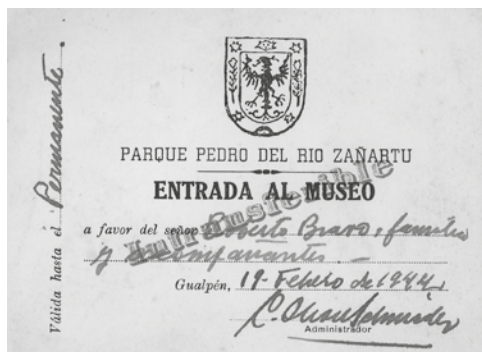 PARQUE PEDRO DEL RIO ZAÑARTU
ENTRADA AL MUSEO
Intransferible
a favor del señor Roberto Bravo, familia
y acompañantes.—
Gualpén, 19-Febrero de 1944
Administrador
Válida hasta el Permanente.